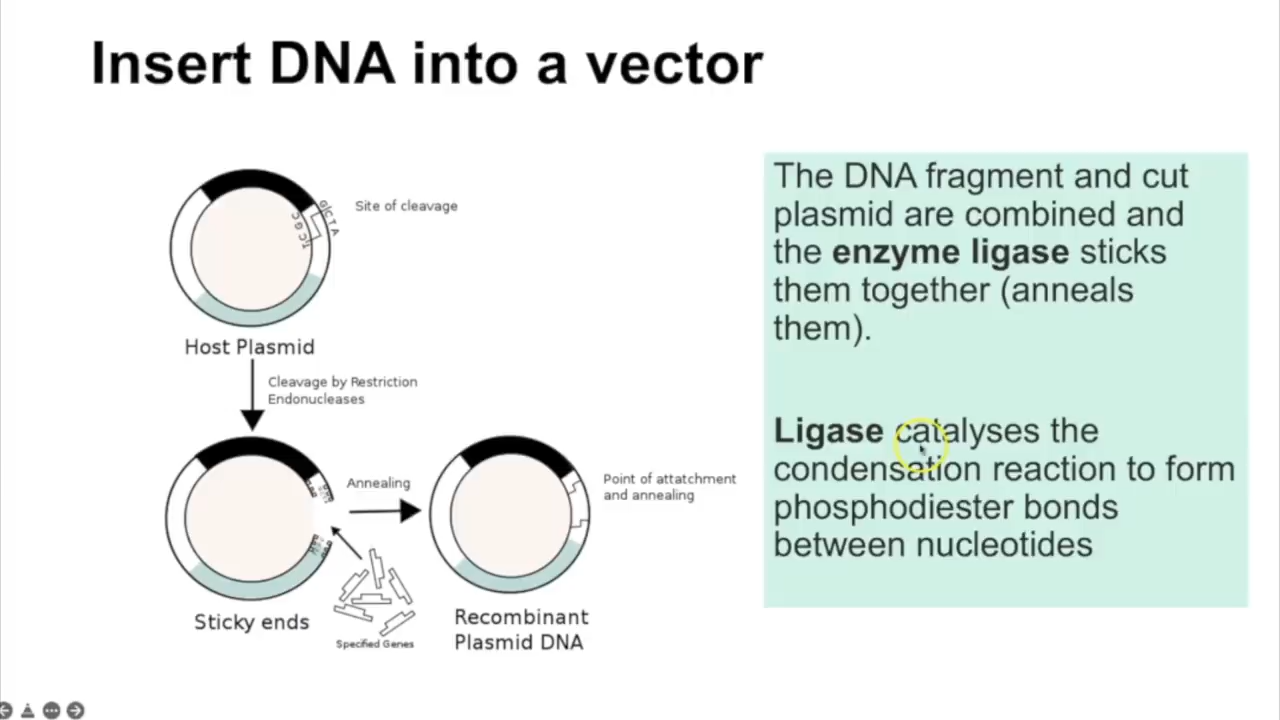 Insert DNA into a vector
Site of cleavage
Host Plasmid
Cleavage by Restriction
Endonucleases
Annealing
Point of attatchment
and annealing
Sticky ends
Specified Genes
Recombinant
Plasmid DNA
The DNA fragment and cut
plasmid are combined and
the enzyme ligase sticks
them together (anneals
them).
Ligase catalyses the
condensation reaction to form
phosphodiester bonds
between nucleotides